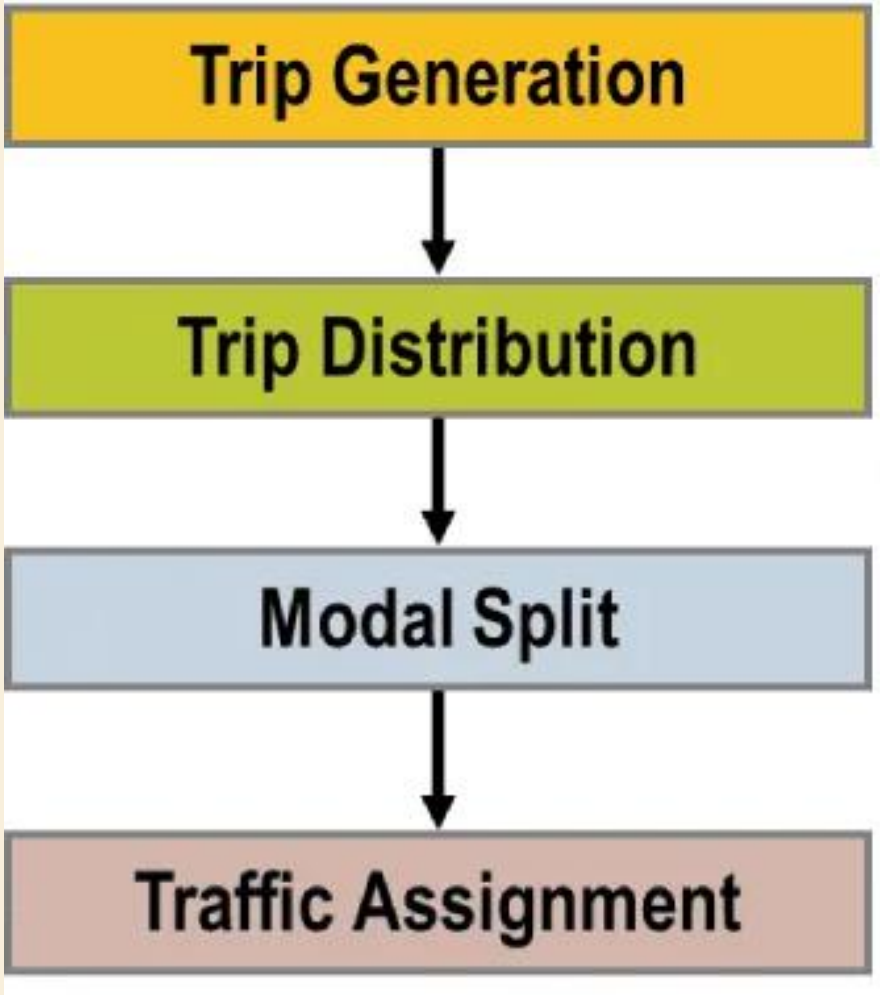 Trip Generation
Trip Distribution
Modal Split
Traffic Assignment